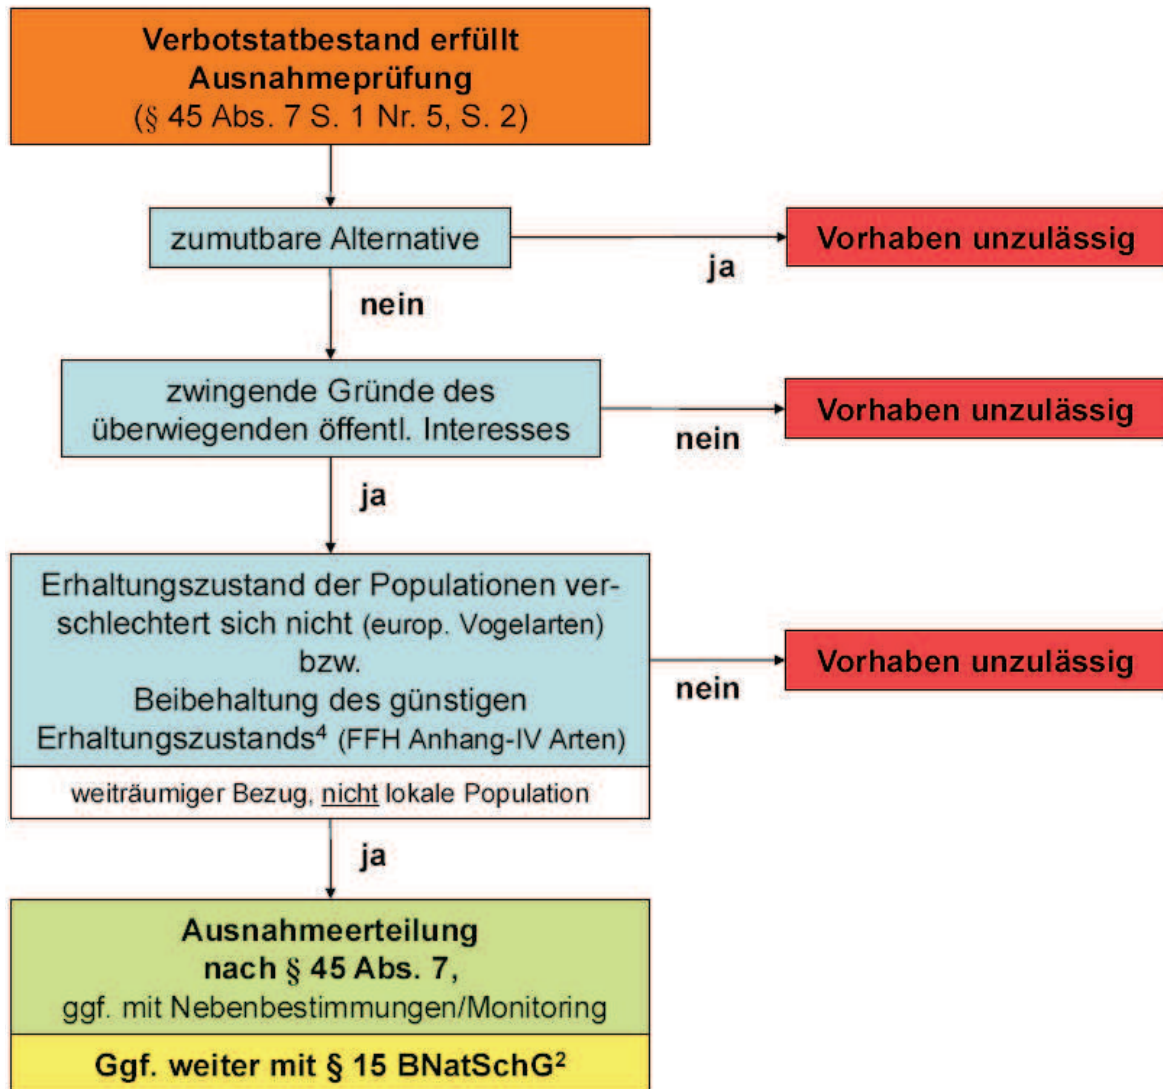 Verbotstatbestand erfüllt
Ausnahmeprüfung
(§ 45 Abs. 7 S. 1 Nr. 5, S. 2)
zumutbare Alternative
Vorhaben unzulässig
ja
nein
zwingende Gründe des
überwiegenden öffentl. Interesses
Vorhaben unzulässig
nein
ja
Erhaltungszustand der Populationen ver-
schlechtert sich nicht (europ. Vogelarten)
bzw.
Beibehaltung des günstigen
Erhaltungszustands⁴ (FFH Anhang-IV Arten)
Vorhaben unzulässig
nein
weiträumiger Bezug, nicht lokale Population
ja
Ausnahmeerteilung
nach § 45 Abs. 7,
ggf. mit Nebenbestimmungen/Monitoring
Ggf. weiter mit § 15 BNatSchG²